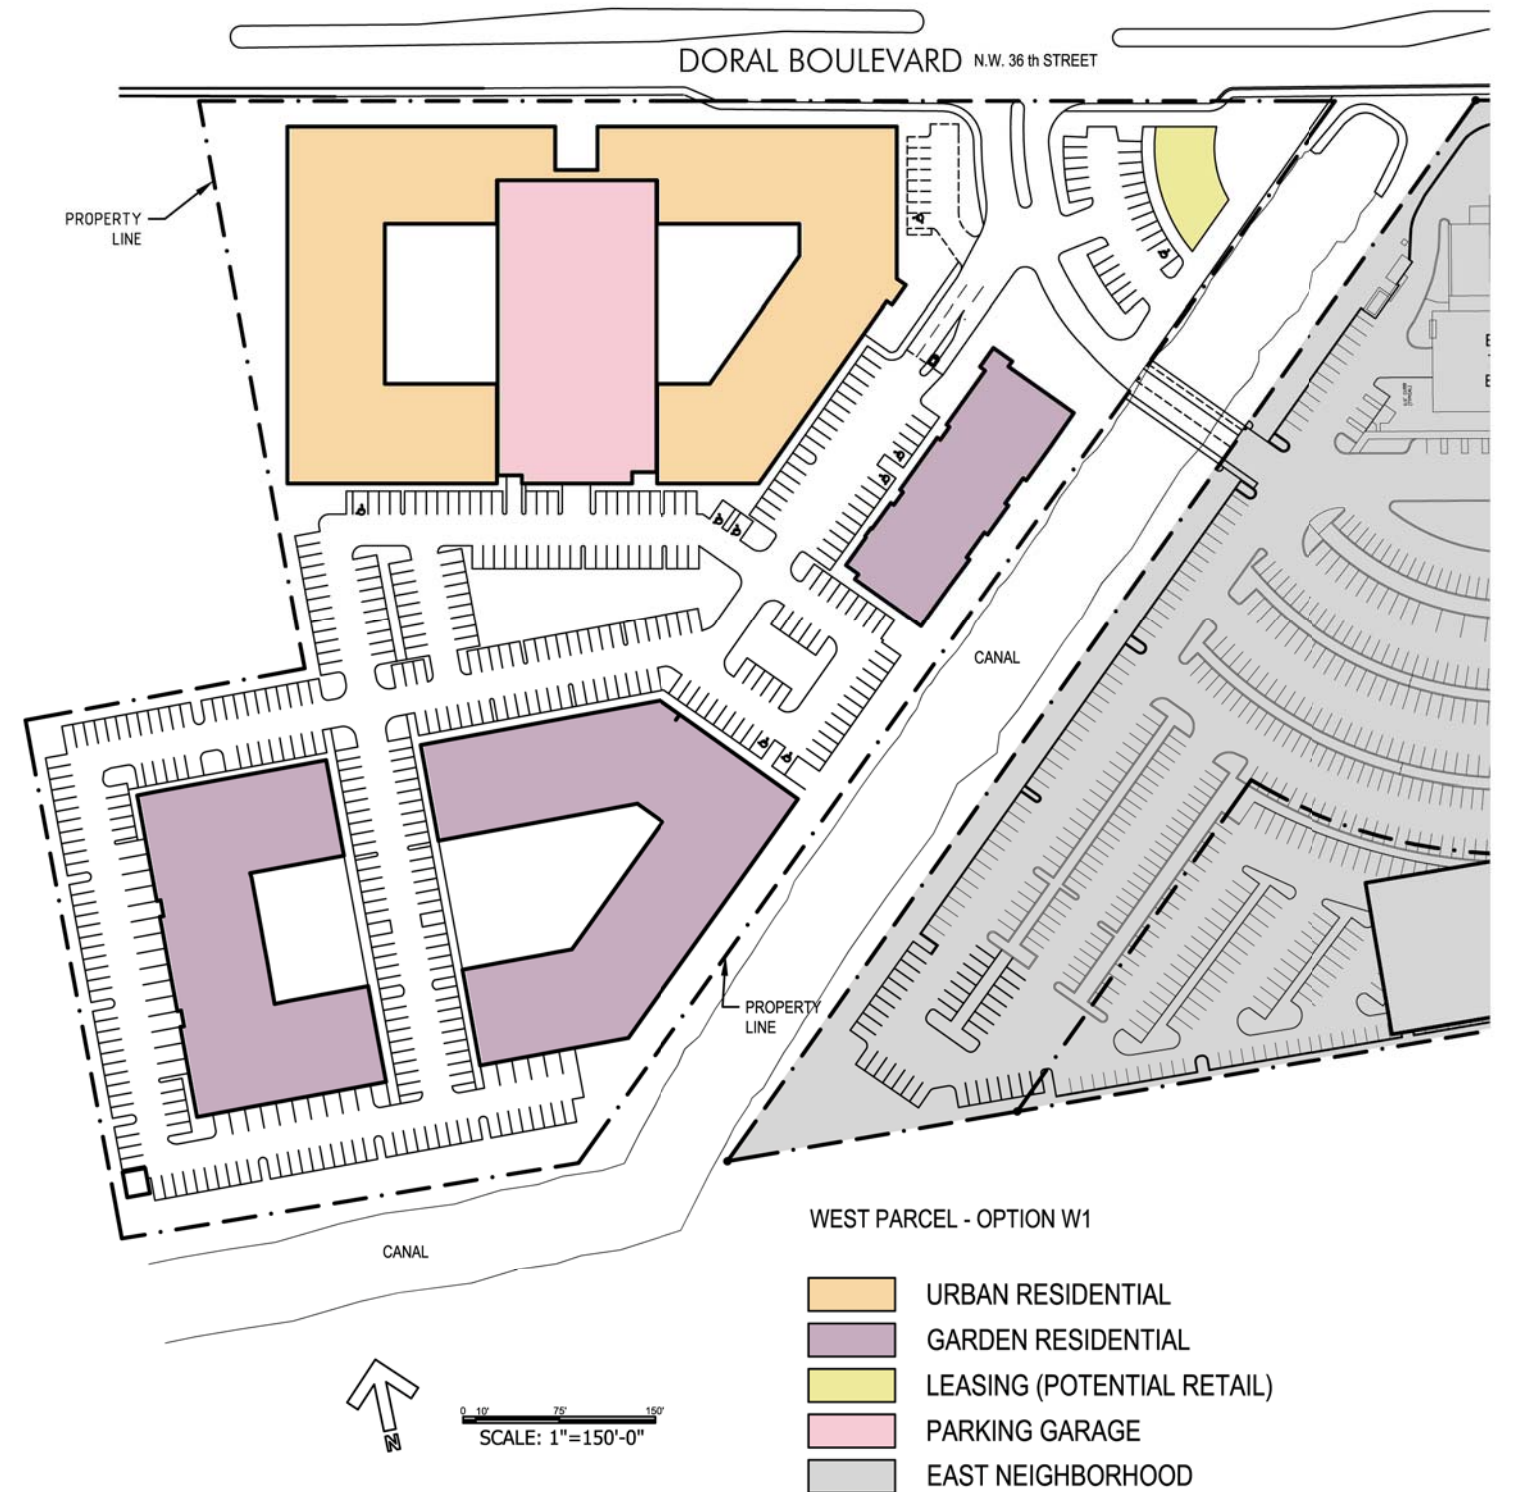 DORAL BOULEVARD N.W. 36 th STREET
PROPERTY
LINE
CANAL
PROPERTY
LINE
CANAL
WEST PARCEL - OPTION W1
URBAN RESIDENTIAL
GARDEN RESIDENTIAL
LEASING (POTENTIAL RETAIL)
PARKING GARAGE
EAST NEIGHBORHOOD
N
0 10' 75' 150'
SCALE: 1"=150'-0"